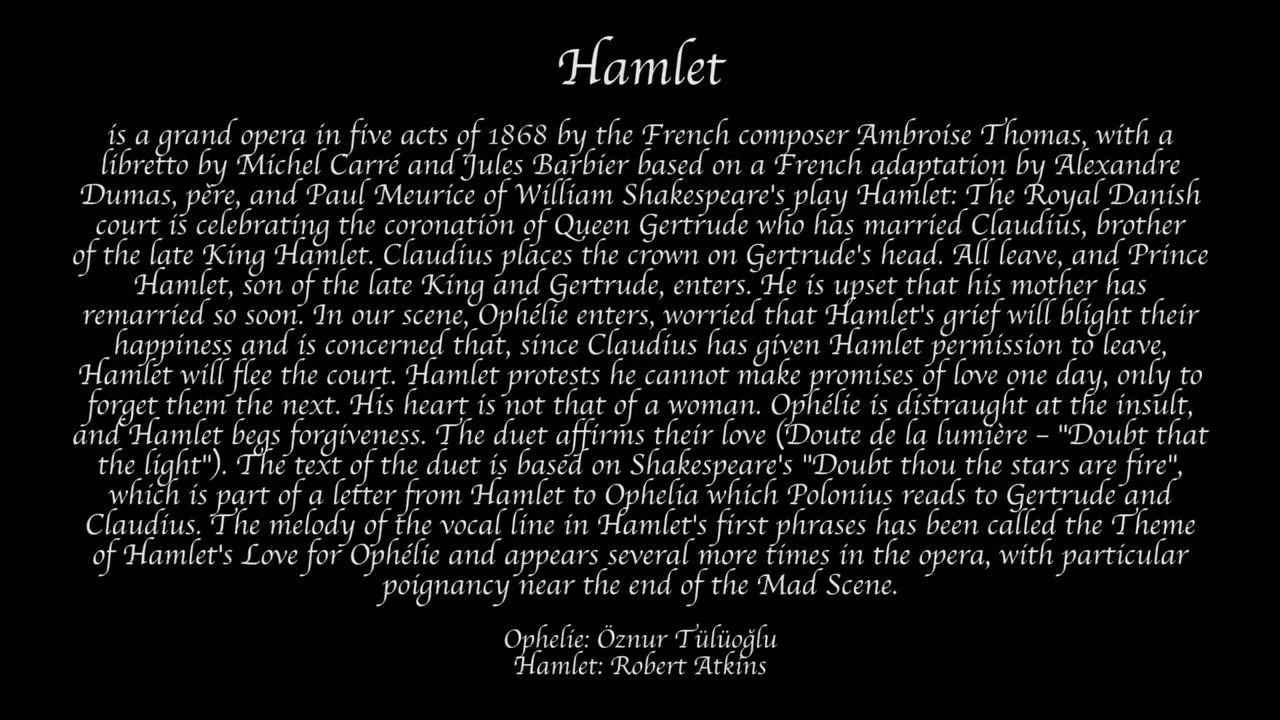 Hamlet
is a grand opera in five acts of 1868 by the French composer Ambroise Thomas, with a
libretto by Michel Carré and Jules Barbier based on a French adaptation by Alexandre
Dumas, pěre, and Paul Meurice of William Shakespeare's play Hamlet: The Royal Danish
court is celebrating the coronation of Queen Gertrude who has married Claudius, brother
of the late King Hamlet. Claudius places the crown on Gertrude's head. All leave, and Prince
Hamlet, son of the late King and Gertrude, enters. He is upset that his mother has
remarried so soon. In our scene, Ophélie enters, worried that Hamlet's grief will blight their
happiness and is concerned that, since Claudius has given Hamlet permission to leave,
Hamlet will flee the court. Hamlet protests he cannot make promises of love one day, only to
forget them the next. His heart is not that of a woman. Ophélie is distraught at the insult,
and Hamlet begs forgiveness. The duet affirms their love (Doute de la lumière – "Doubt that
the light"). The text of the duet is based on Shakespeare's "Doubt thou the stars are fire",
which is part of a letter from Hamlet to Ophelia which Polonius reads to Gertrude and
Claudius. The melody of the vocal line in Hamlet's first phrases has been called the Theme
of Hamlet's Love for Ophélie and appears several more times in the opera, with particular
poignancy near the end of the Mad Scene.
Ophelie: Öznur Tülüoğlu
Hamlet: Robert Atkins